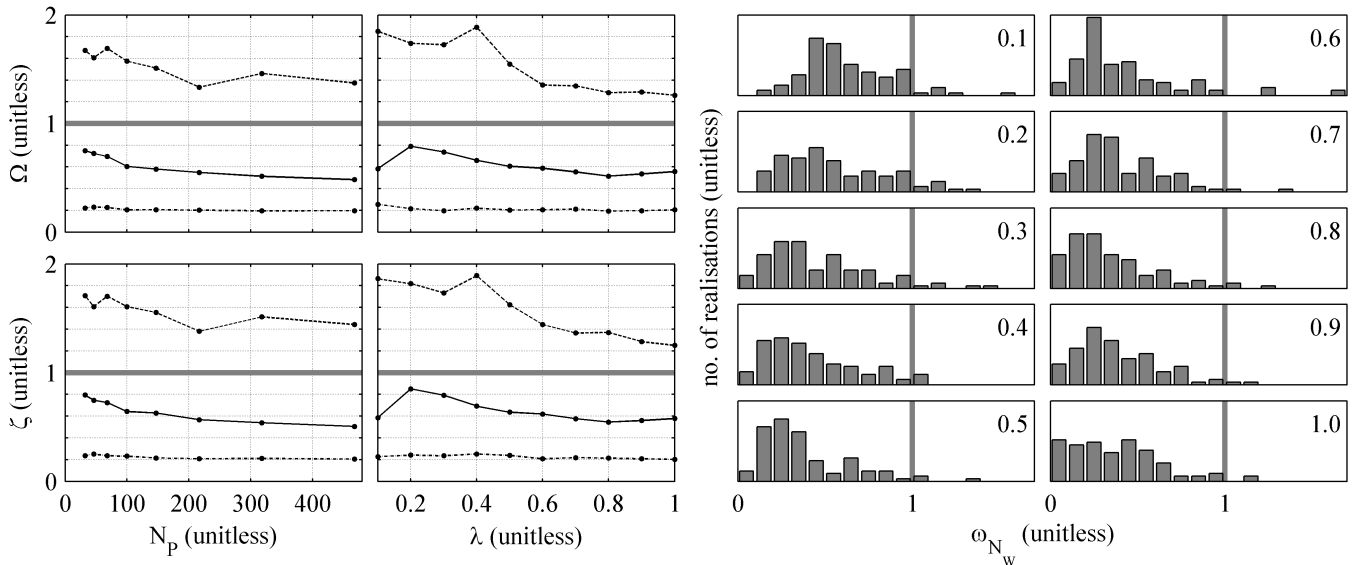 2
1
0
Ω (unitless)
2
1
0
ζ (unitless)
0 100 200 300 400
N_P (unitless)
0.2 0.4 0.6 0.8 1
λ (unitless)
no. of realisations (unitless)
0.1
0.6
0.2
0.7
0.3
0.8
0.4
0.9
0.5
1.0
1
1
ω_N_w (unitless)